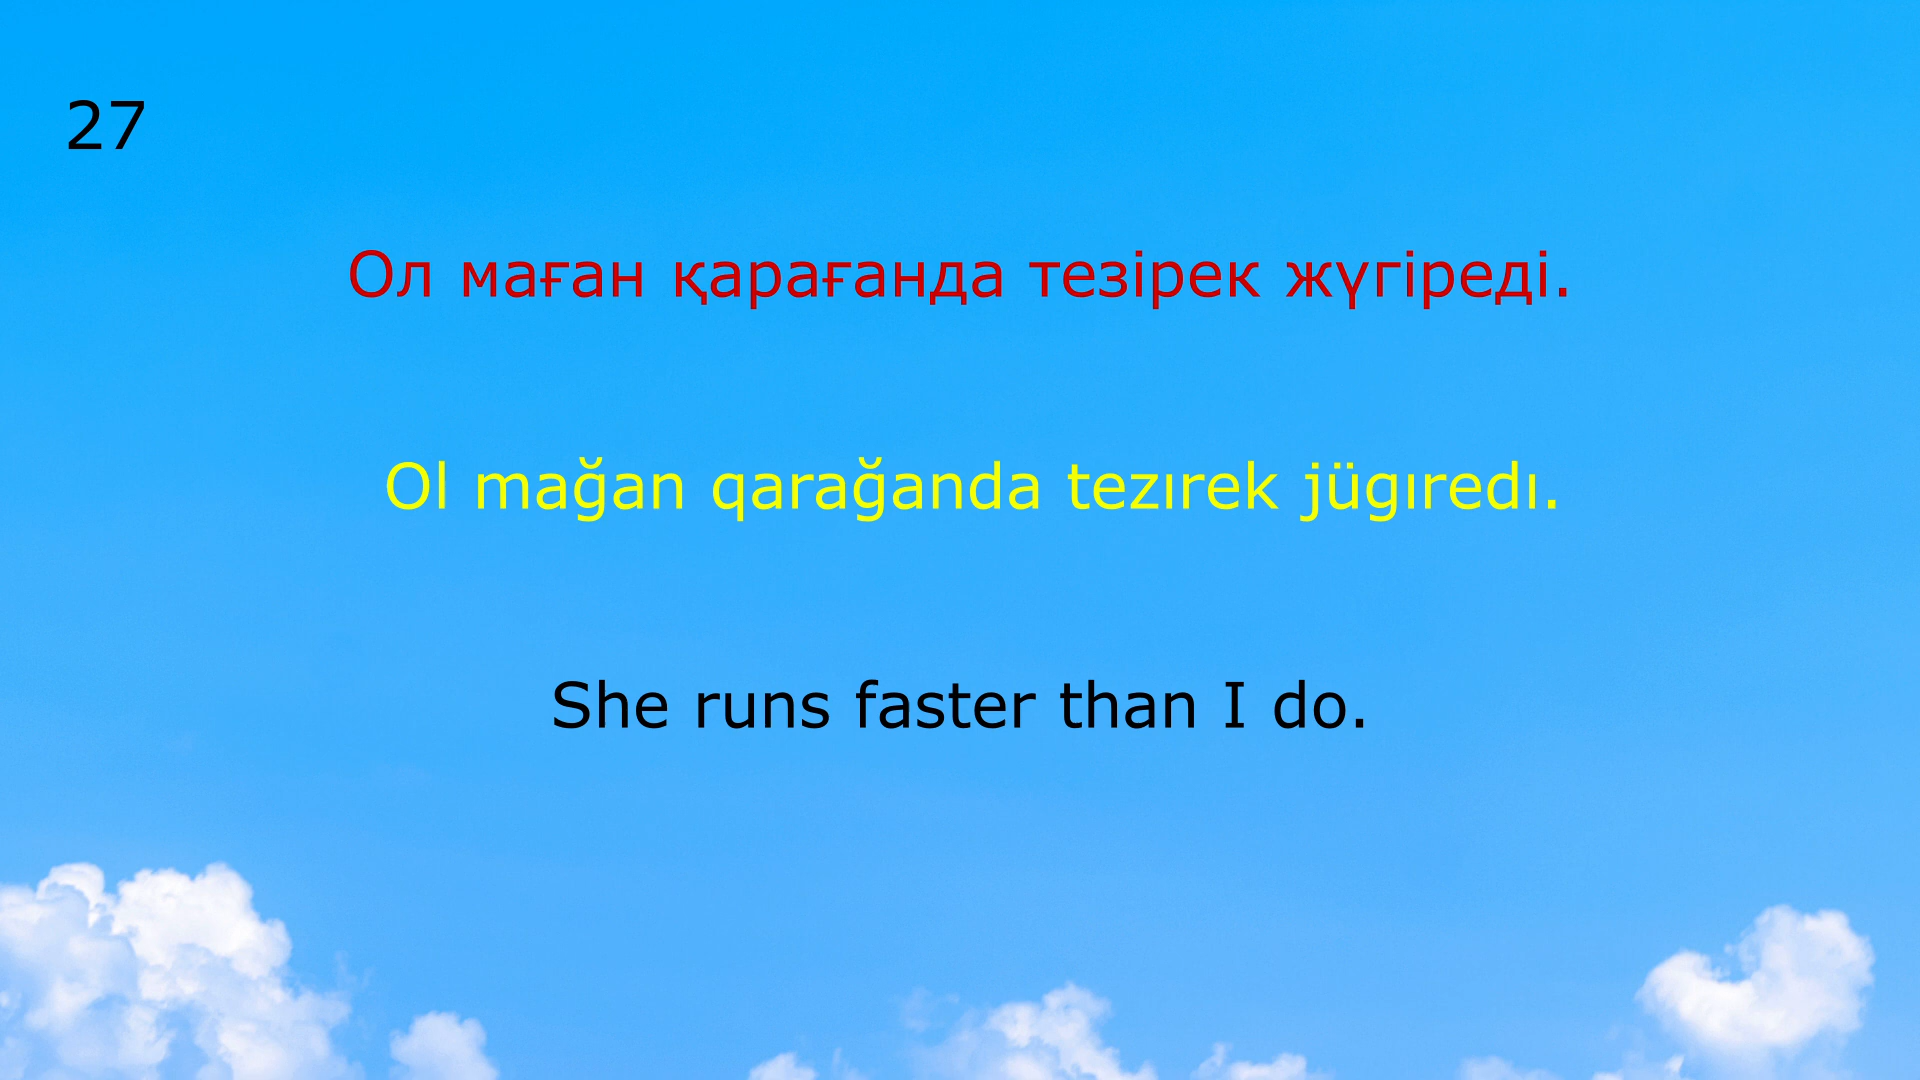 27
Ол маған қарағанда тезірек жүгіреді.
Ol mağan qarağanda tezırek jügıredı.
She runs faster than I do.